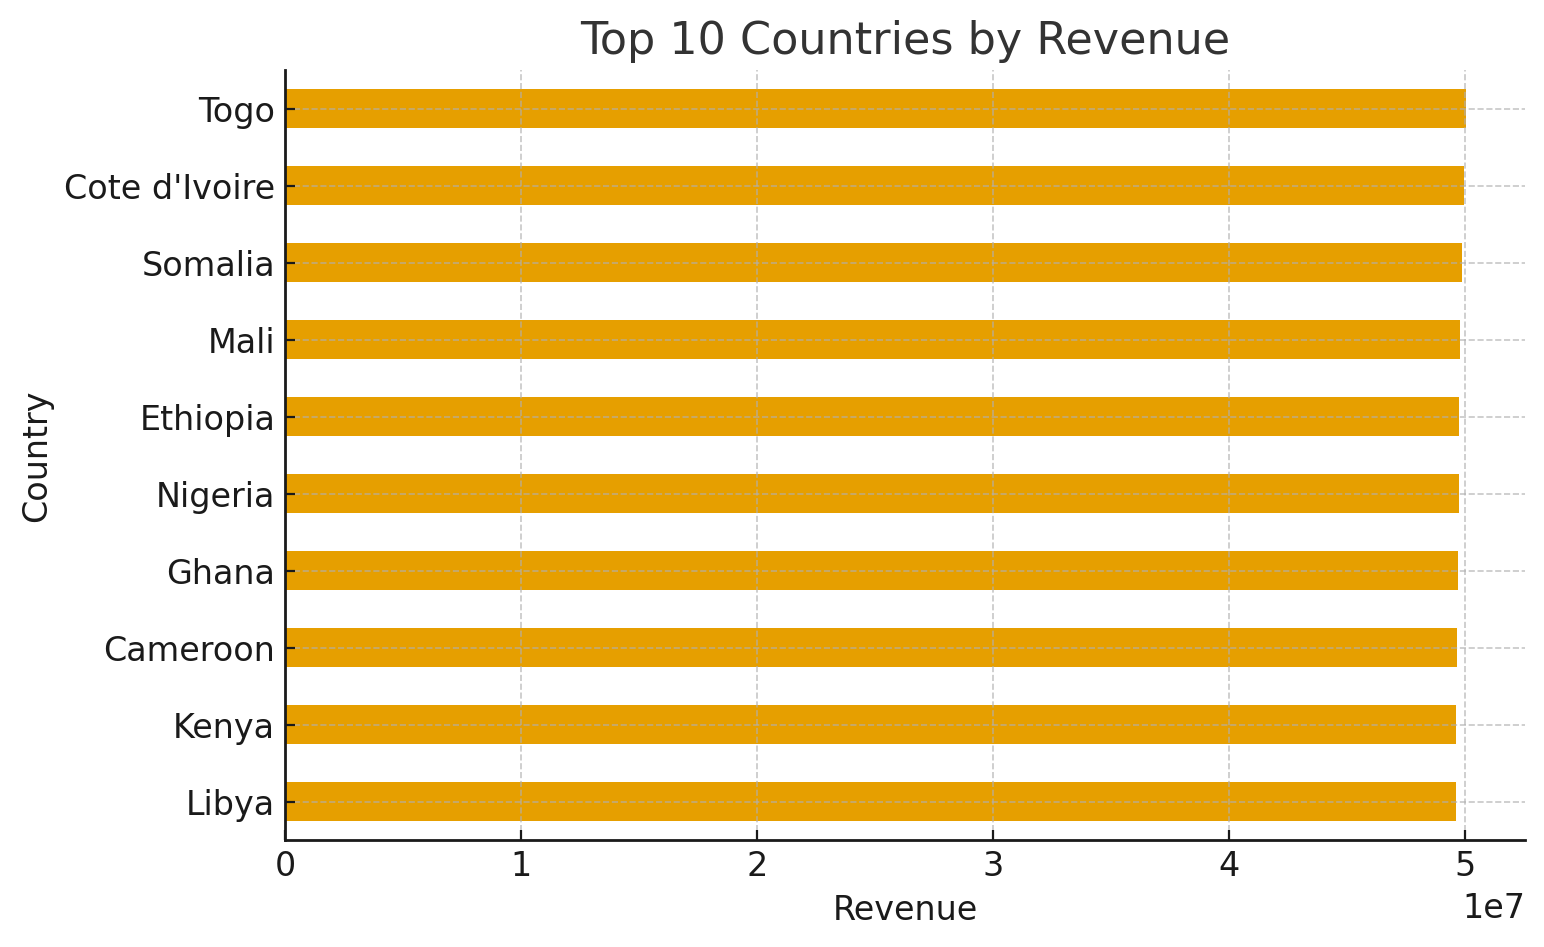 Top 10 Countries by Revenue
Togo
Cote d'Ivoire
Somalia
Mali
Ethiopia
Nigeria
Ghana
Cameroon
Kenya
Libya
Country
0 1 2 3 4 5
1e7
Revenue